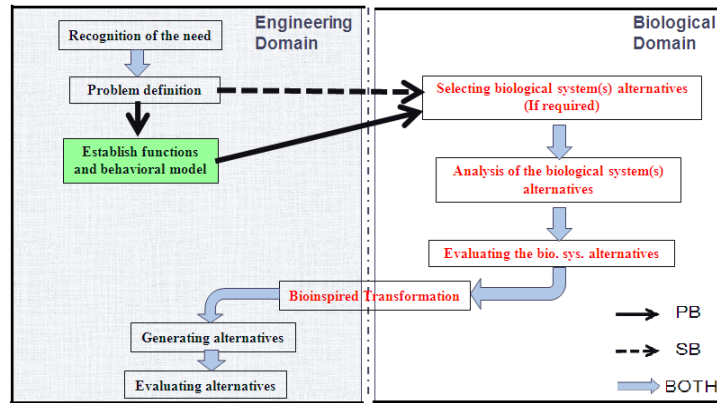 Engineering
Domain
Biological
Domain
Recognition of the need
Problem definition
Establish functions
and behavioral model
Selecting biological system(s) alternatives
(If required)
Analysis of the biological system(s)
alternatives
Evaluating the bio. sys. alternatives
Bioinspired Transformation
Generating alternatives
Evaluating alternatives
PB
SB
BOTH